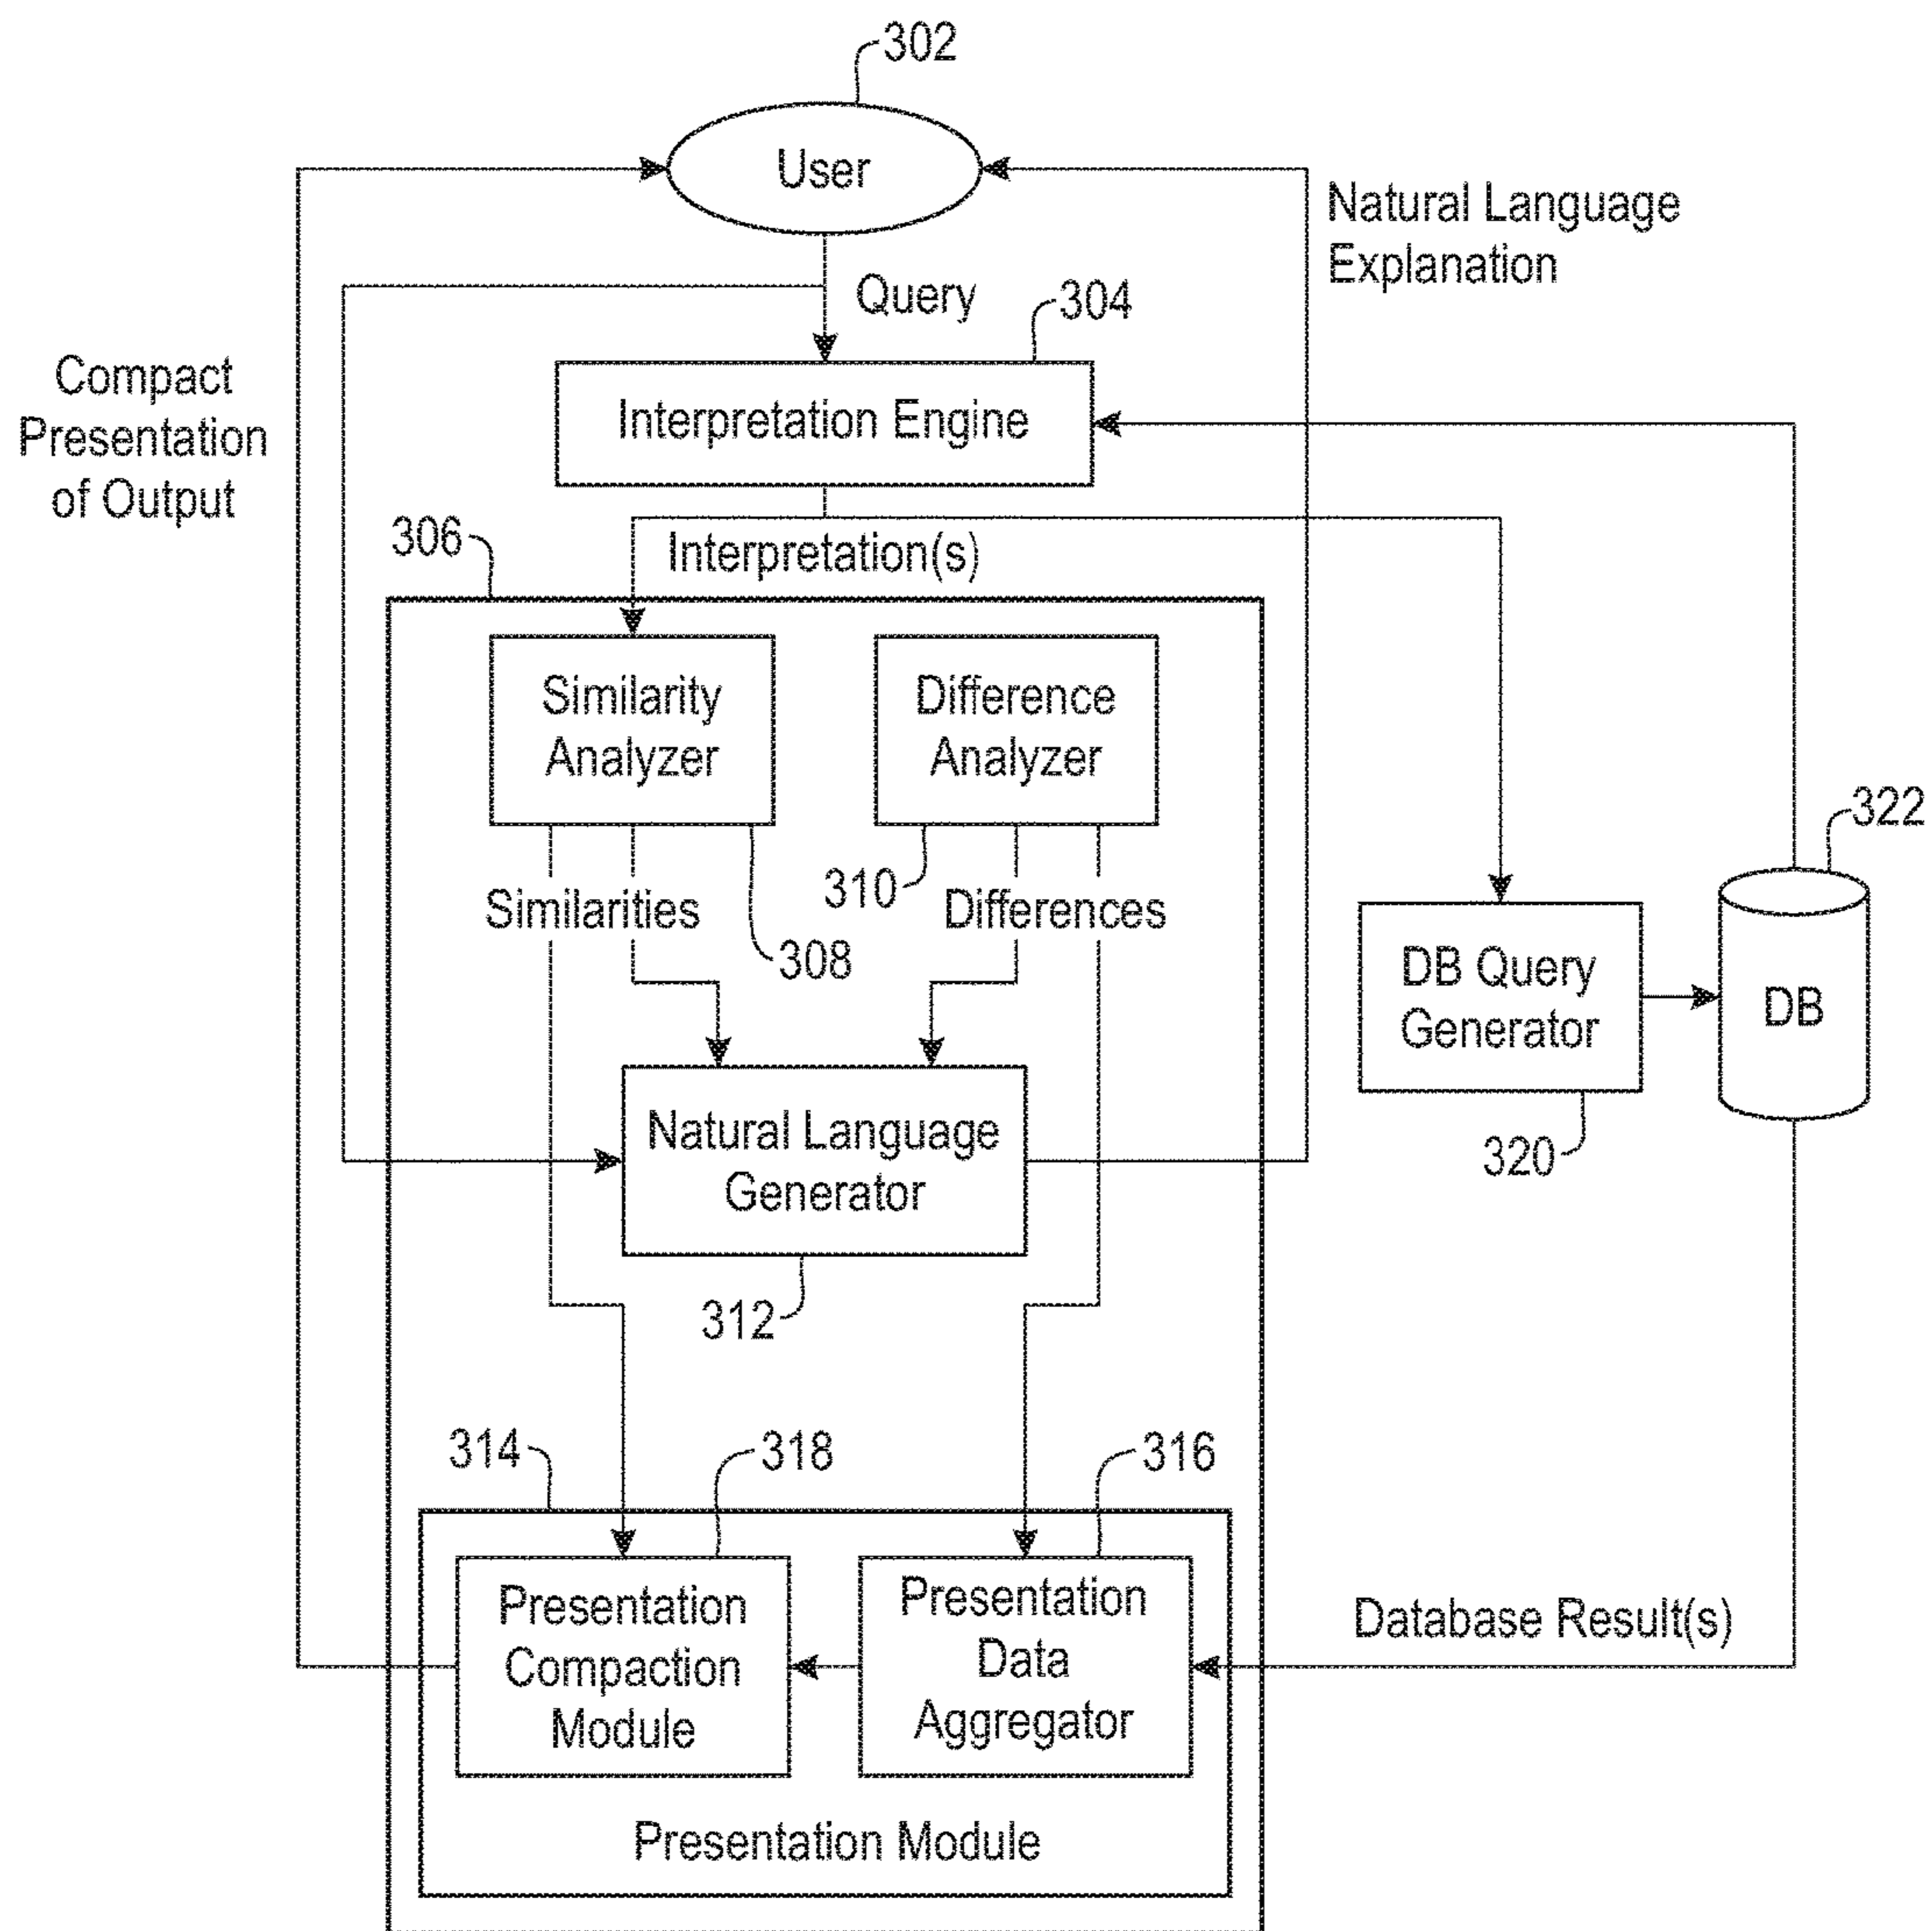 302
User
Natural Language
Explanation
Query
304
Compact
Presentation
of Output
Interpretation Engine
306
Interpretation(s)
Similarity
Analyzer
Difference
Analyzer
322
Similarities
310
Differences
308
DB Query
Generator
DB
Natural Language
Generator
320
312
314
318
316
Presentation
Compaction
Module
Presentation
Data
Aggregator
Database Result(s)
Presentation Module